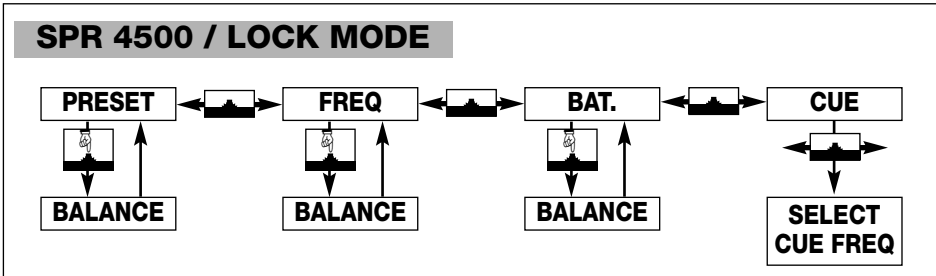 SPR 4500 / LOCK MODE
PRESET FREQ BAT. CUE
BALANCE BALANCE BALANCE SELECT
CUE FREQ